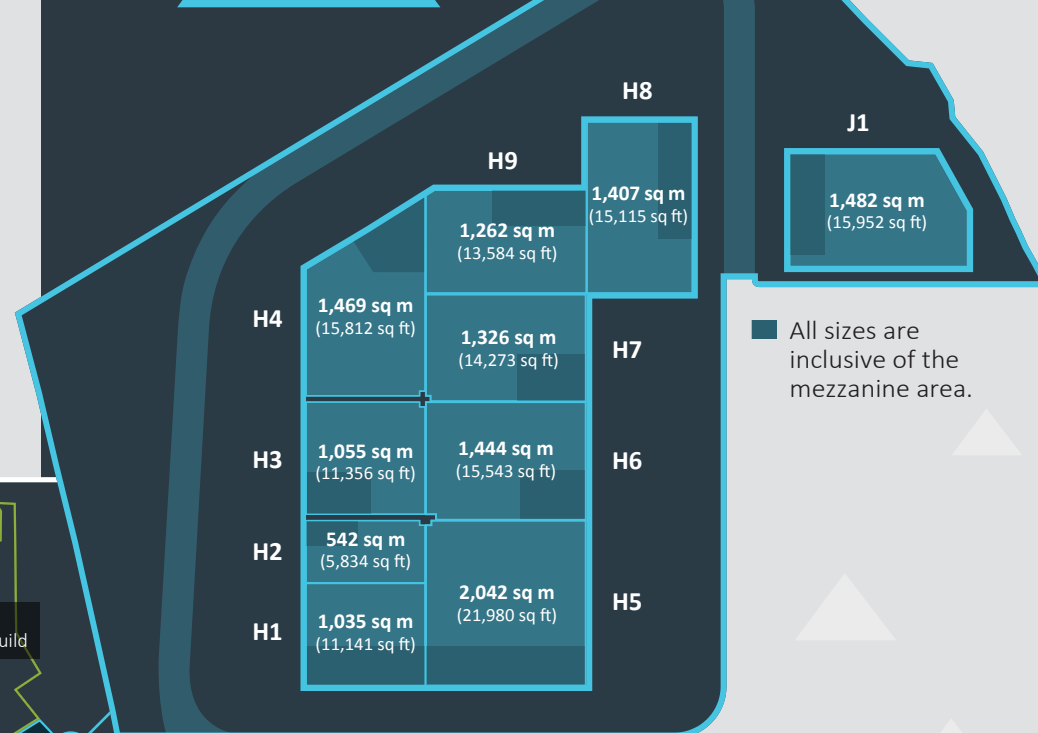 H8
J1
H9
1,407 sq m
(15,115 sq ft)
1,482 sq m
(15,952 sq ft)
1,262 sq m
(13,584 sq ft)
H4
1,469 sq m
(15,812 sq ft)
1,326 sq m
(14,273 sq ft)
H7
All sizes are
inclusive of the
mezzanine area.
H3
1,055 sq m
(11,356 sq ft)
1,444 sq m
(15,543 sq ft)
H6
H2
542 sq m
(5,834 sq ft)
2,042 sq m
(21,980 sq ft)
H5
H1
1,035 sq m
(11,141 sq ft)